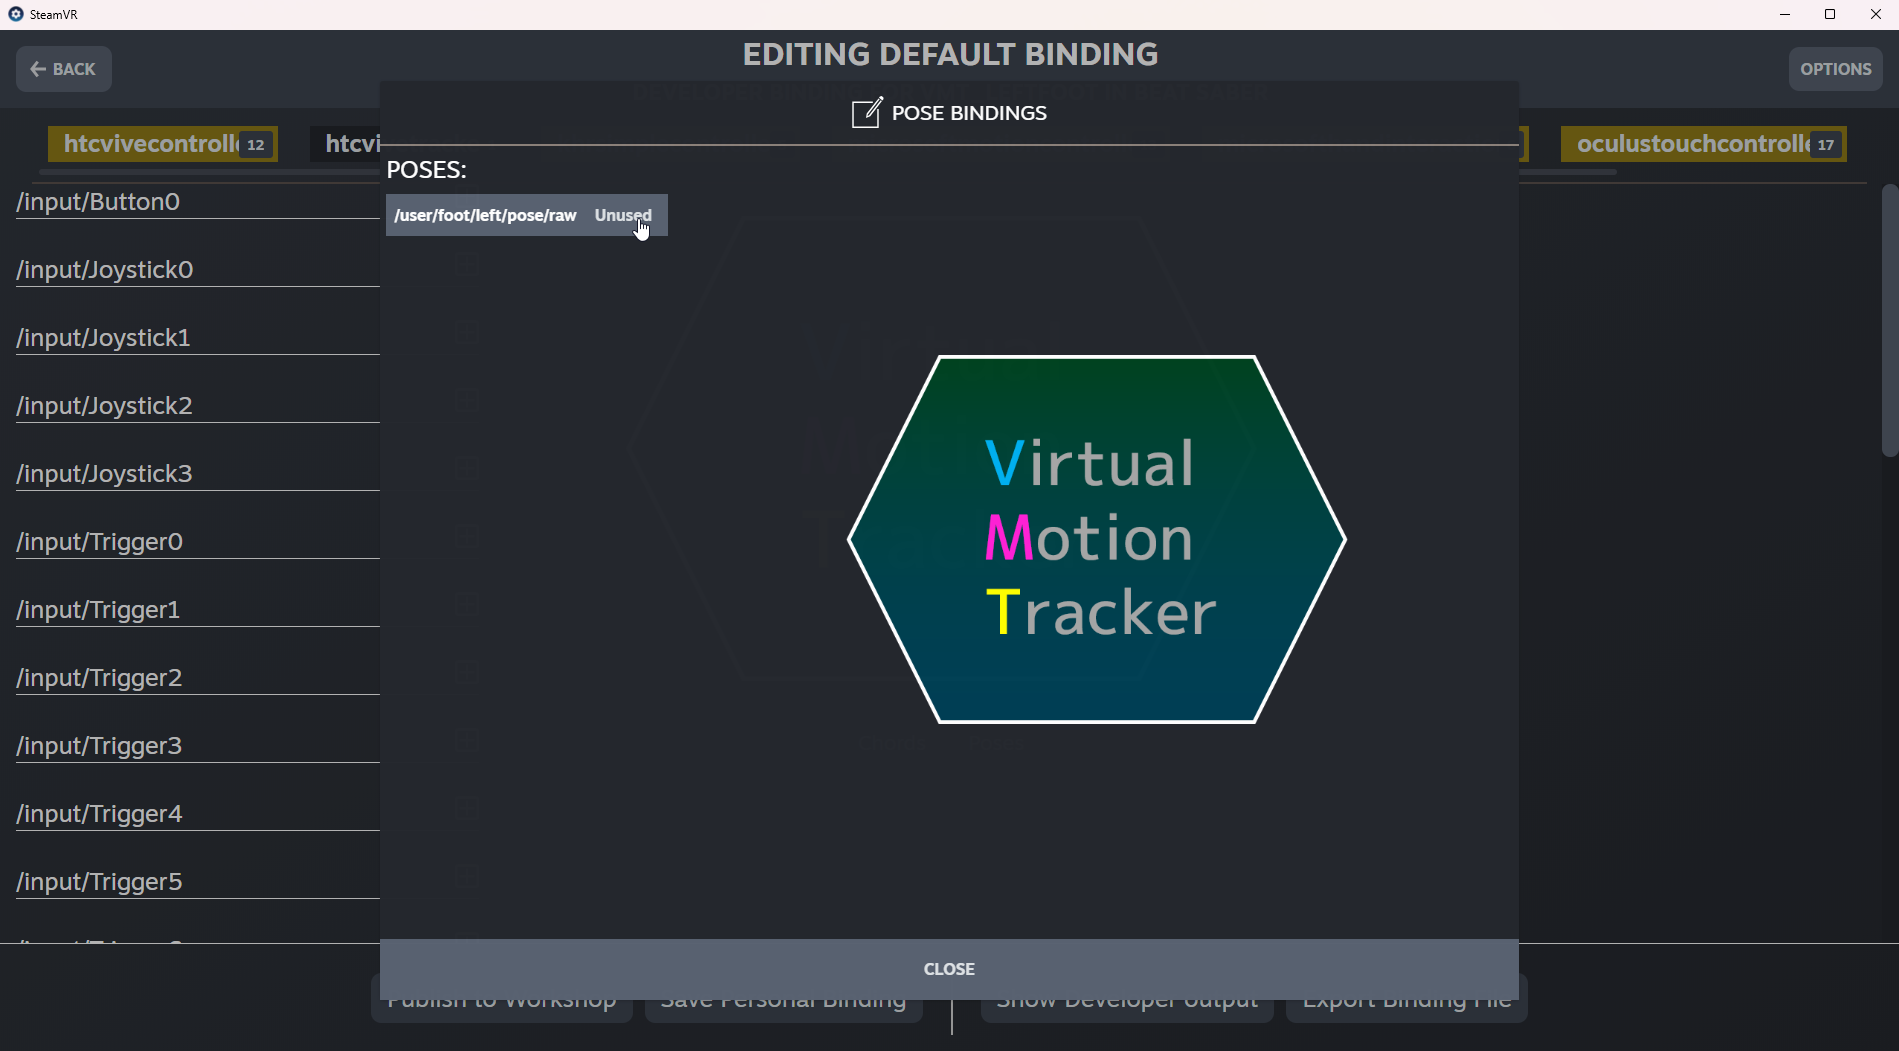 SteamVR
EDITING DEFAULT BINDING
← BACK
OPTIONS
POSE BINDINGS
htcvivecontroll 12
htcvi
oculustouchcontroll 17
POSES:
/user/foot/left/pose/raw Unused
/input/Button0
/input/Joystick0
/input/Joystick1
/input/Joystick2
/input/Joystick3
/input/Trigger0
/input/Trigger1
/input/Trigger2
/input/Trigger3
/input/Trigger4
/input/Trigger5
Virtual
Motion
Tracker
CLOSE
Publish to Workshop
Save Personal Binding
Show Developer Output
Export Binding File